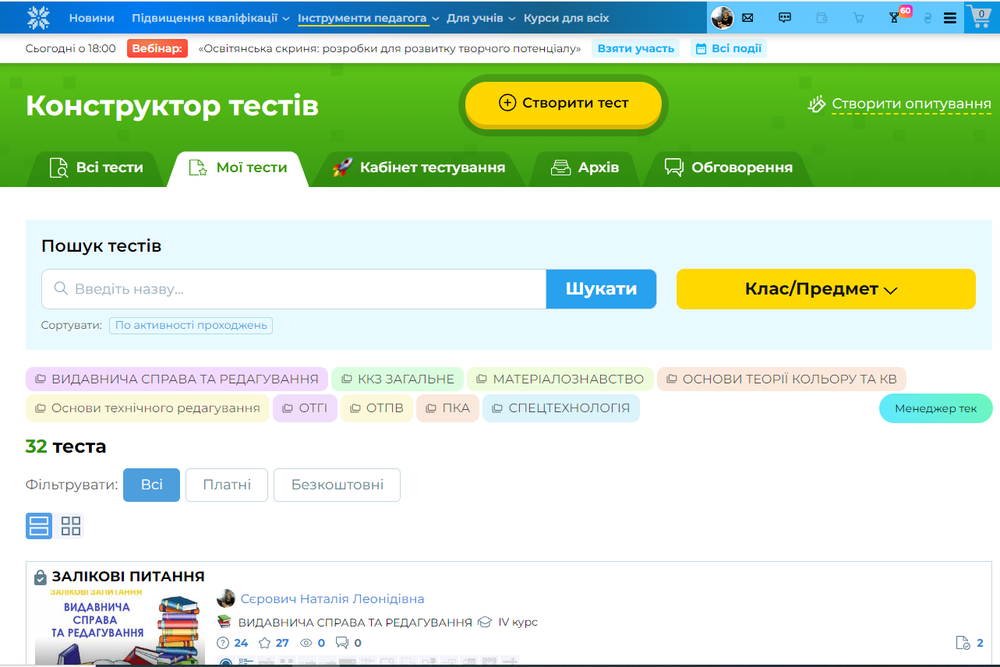 Новини Підвищення кваліфікації Інструменти педагога Для учнів Курси для всіх 60 0
Сьогодні о 18:00 Вебінар: «Освітянська скриня: розробки для розвитку творчого потенціалу» Взяти участь Всі події
Конструктор тестів Створити тест Створити опитування
Всі тести Мої тести Кабінет тестування Архів Обговорення
Пошук тестів
Введіть назву... Шукати Клас/Предмет
Сортувати: По активності проходжень
ВИДАВНИЧА СПРАВА ТА РЕДАГУВАННЯ ККЗ ЗАГАЛЬНЕ МАТЕРІАЛОЗНАВСТВО ОСНОВИ ТЕОРІЇ КОЛЬОРУ ТА КВ
Основи технічного редагування ОТГІ ОТПВ ПКА СПЕЦТЕХНОЛОГІЯ Менеджер тек
32 теста
Фільтрувати: Всі Платні Безкоштовні
ЗАЛІКОВІ ПИТАННЯ
ЗАЛІКОВІ ЗАПИТАННЯ
ВИДАВНИЧА
СПРАВА
ТА РЕДАГУВАННЯ
Сєрович Наталія Леонідівна
ВИДАВНИЧА СПРАВА ТА РЕДАГУВАННЯ IV курс
24 27 0 0 2